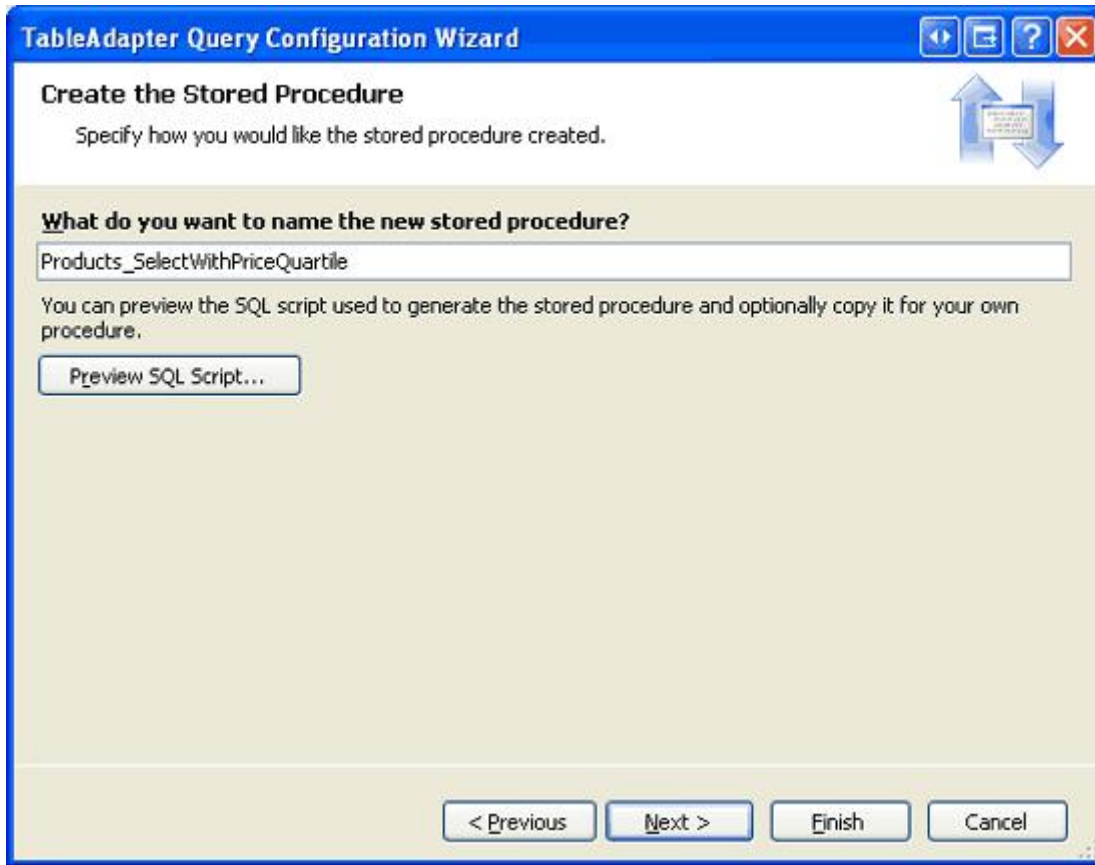 TableAdapter Query Configuration Wizard
Create the Stored Procedure
Specify how you would like the stored procedure created.
What do you want to name the new stored procedure?
Products_SelectWithPriceQuartile
You can preview the SQL script used to generate the stored procedure and optionally copy it for your own
procedure.
Preview SQL Script...
< Previous Next > Finish Cancel